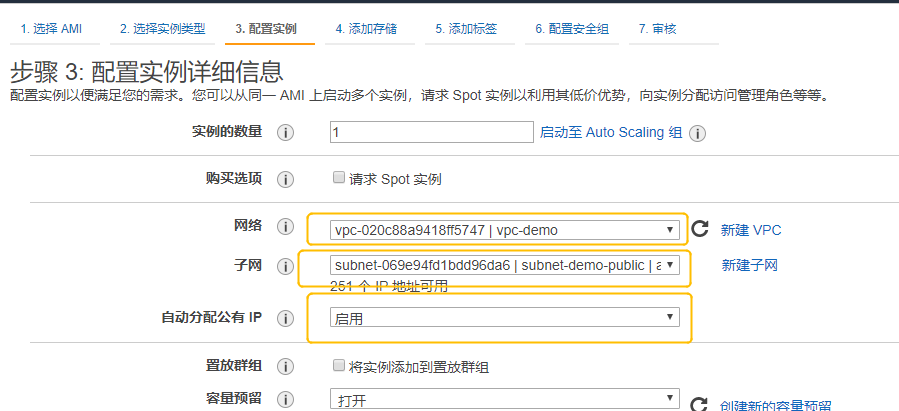 1. 选择 AMI 2. 选择实例类型 3. 配置实例 4. 添加存储 5. 添加标签 6. 配置安全组 7. 审核
步骤 3: 配置实例详细信息
配置实例以便满足您的需求。您可以从同一 AMI 上启动多个实例，请求 Spot 实例以利用其低价优势，向实例分配访问管理角色等等。
实例的数量 i 1 启动至 Auto Scaling 组 i
购买选项 i 请求 Spot 实例
网络 i vpc-020c88a9418ff5747 | vpc-demo 新建 VPC
子网 i subnet-069e94fd1bdd96da6 | subnet-demo-public | a 新建子网
251 个 IP 地址可用
自动分配公有 IP i 启用
置放群组 i 将实例添加到置放群组
容量预留 i 打开 创建新的容量预留